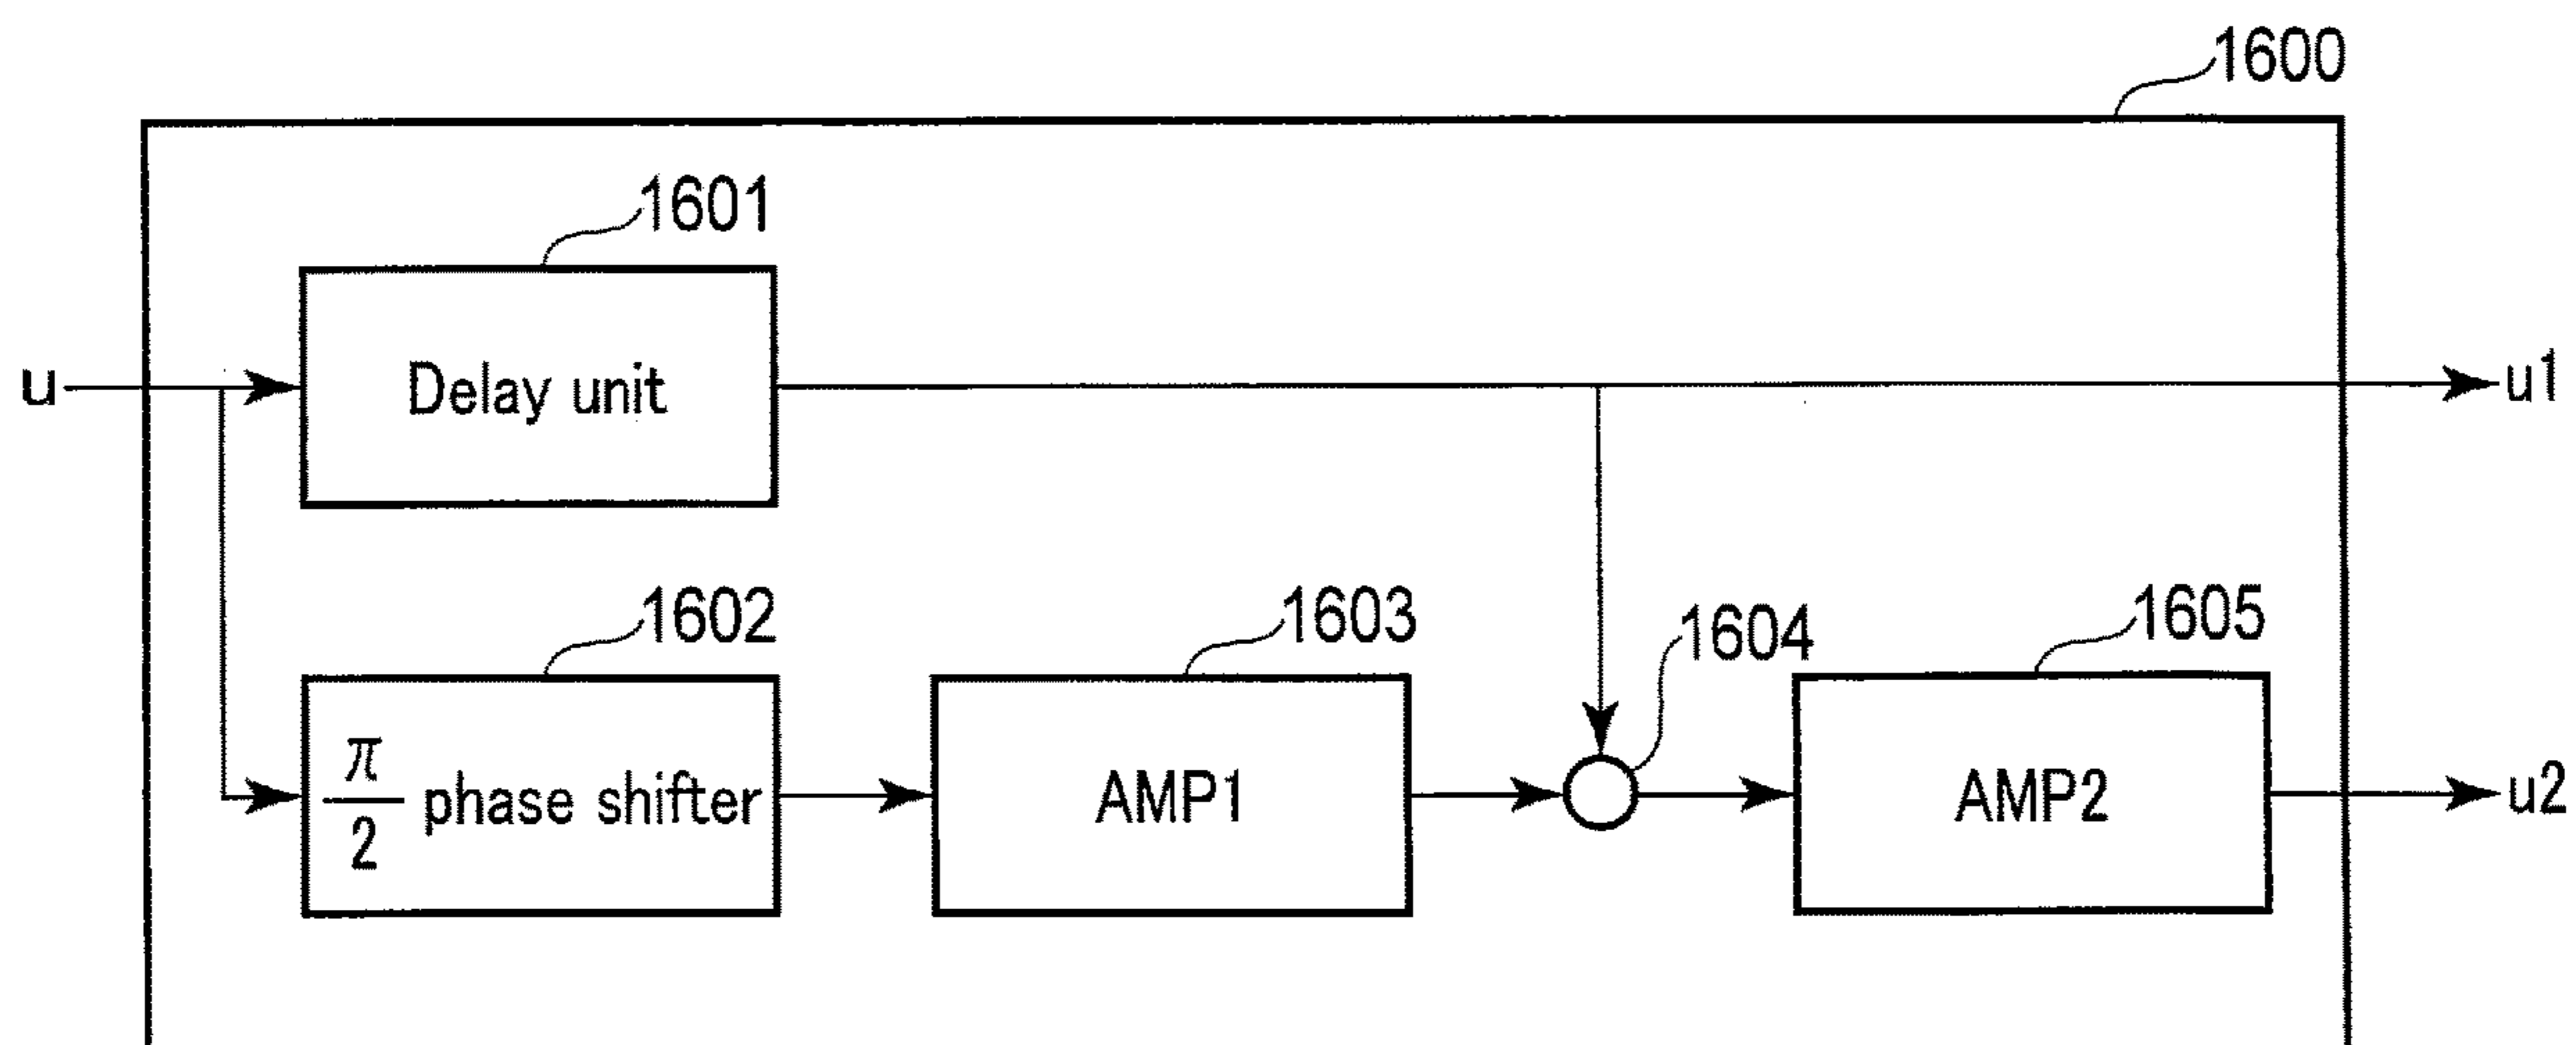 1600
1601
u
Delay unit
u1
1602
1603
1604
1605
π/2 phase shifter
AMP1
AMP2
u2